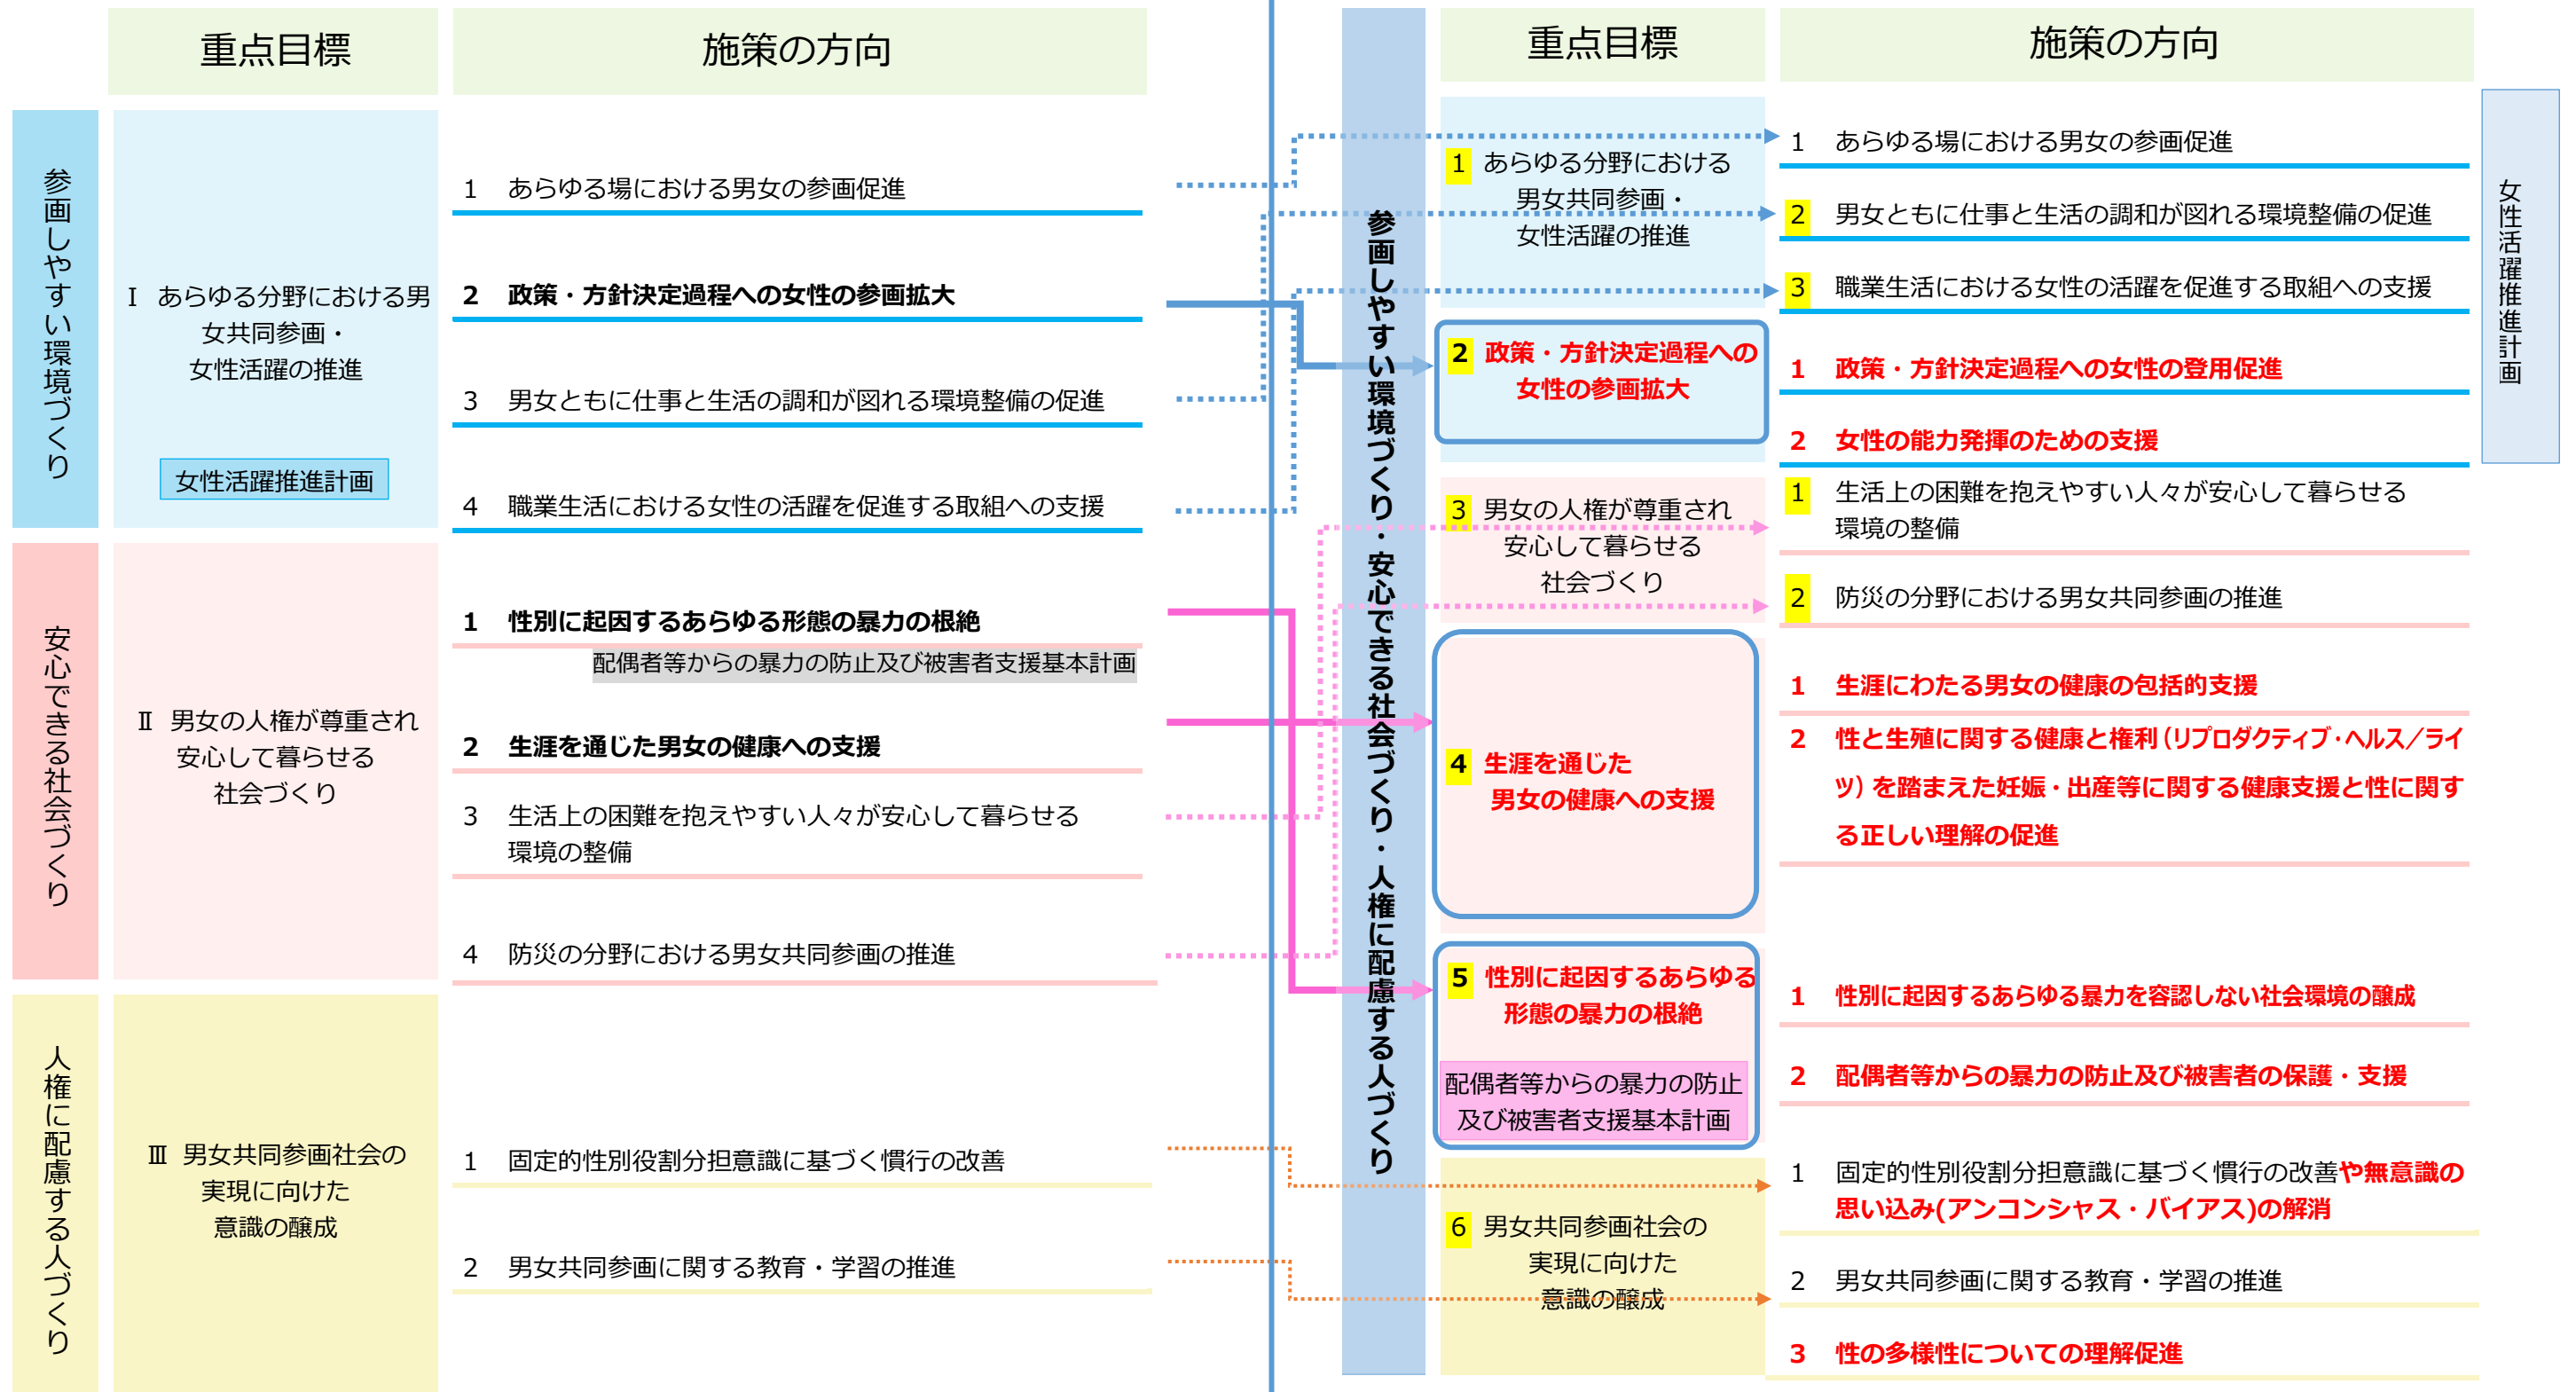 重点目標
施策の方向
参画しやすい環境づくり
Ⅰ あらゆる分野における男
女共同参画・
女性活躍の推進
女性活躍推進計画
1 あらゆる場における男女の参画促進
2 政策・方針決定過程への女性の参画拡大
3 男女ともに仕事と生活の調和が図れる環境整備の促進
4 職業生活における女性の活躍を促進する取組への支援
安心できる社会づくり
Ⅱ 男女の人権が尊重され
安心して暮らせる
社会づくり
1 性別に起因するあらゆる形態の暴力の根絶
配偶者等からの暴力の防止及び被害者支援基本計画
2 生涯を通じた男女の健康への支援
3 生活上の困難を抱えやすい人々が安心して暮らせる
環境の整備
4 防災の分野における男女共同参画の推進
人権に配慮する人づくり
Ⅲ 男女共同参画社会の
実現に向けた
意識の醸成
1 固定的性別役割分担意識に基づく慣行の改善
2 男女共同参画に関する教育・学習の推進
参画しやすい環境づくり・安心できる社会づくり・人権に配慮する人づくり
重点目標
施策の方向
1 あらゆる分野における
男女共同参画・
女性活躍の推進
1 あらゆる場における男女の参画促進
2 男女ともに仕事と生活の調和が図れる環境整備の促進
3 職業生活における女性の活躍を促進する取組への支援
2 政策・方針決定過程への
女性の参画拡大
1 政策・方針決定過程への女性の登用促進
2 女性の能力発揮のための支援
女性活躍推進計画
3 男女の人権が尊重され
安心して暮らせる
社会づくり
1 生活上の困難を抱えやすい人々が安心して暮らせる
環境の整備
2 防災の分野における男女共同参画の推進
4 生涯を通じた
男女の健康への支援
1 生涯にわたる男女の健康の包括的支援
2 性と生殖に関する健康と権利(リプロダクティブ・ヘルス/ライ
ツ)を踏まえた妊娠・出産等に関する健康支援と性に関す
る正しい理解の促進
5 性別に起因するあらゆる
形態の暴力の根絶
配偶者等からの暴力の防止
及び被害者支援基本計画
1 性別に起因するあらゆる暴力を容認しない社会環境の醸成
2 配偶者等からの暴力の防止及び被害者の保護・支援
6 男女共同参画社会の
実現に向けた
意識の醸成
1 固定的性別役割分担意識に基づく慣行の改善や無意識の
思い込み(アンコンシャス・バイアス)の解消
2 男女共同参画に関する教育・学習の推進
3 性の多様性についての理解促進